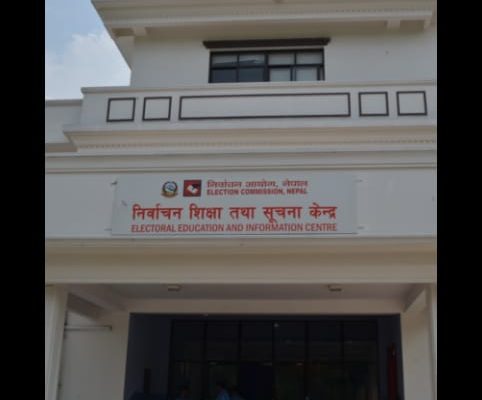 निर्वाचन आयोग, नेपाल
ELECTION COMMISSION, NEPAL
निर्वाचन शिक्षा तथा सूचना केन्द्र
ELECTORAL EDUCATION AND INFORMATION CENTRE